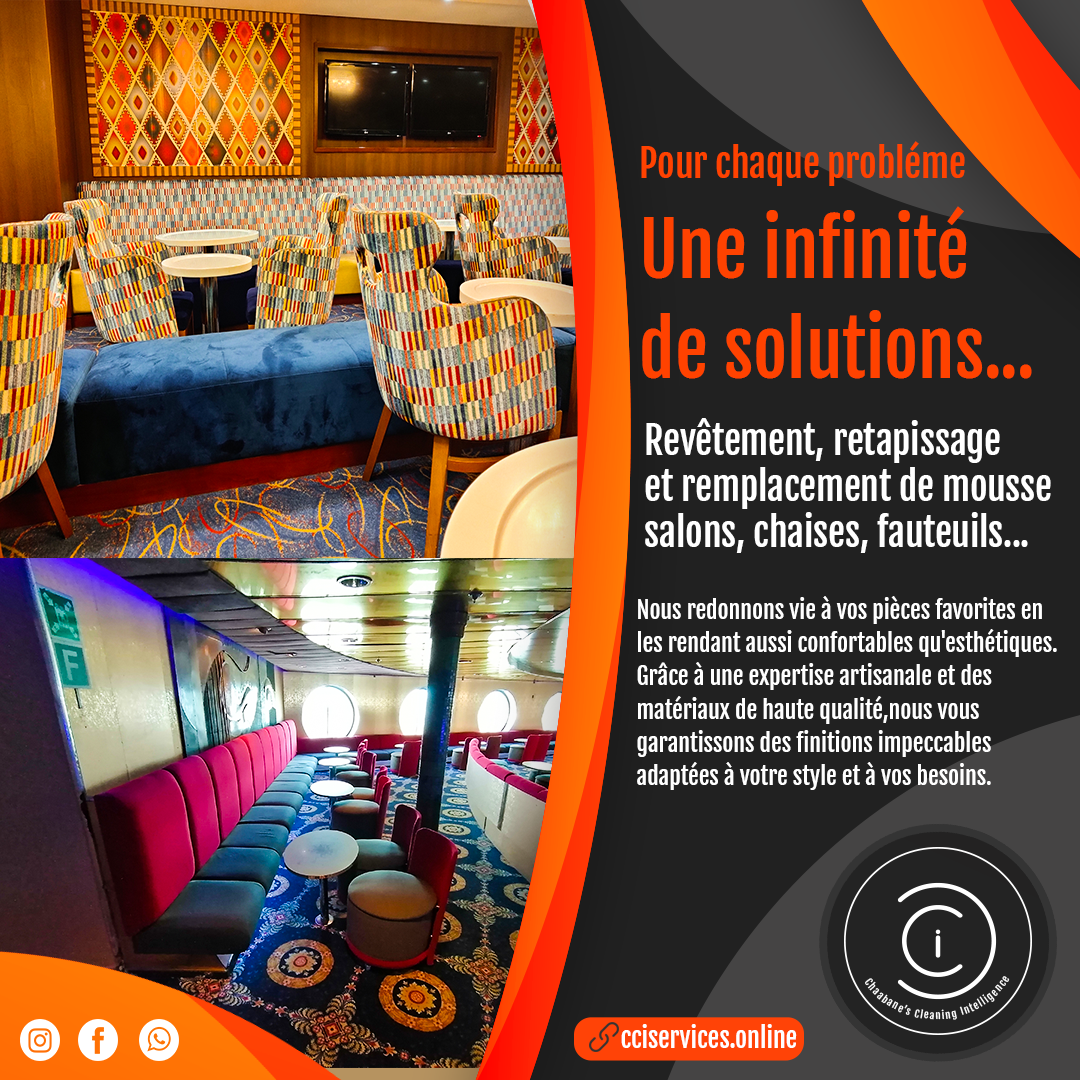 Pour chaque probléme
Une infinité
de solutions...
Revêtement, retapissage
et remplacement de mousse
salons, chaises, fauteuils...
Nous redonnons vie à vos pièces favorites en
les rendant aussi confortables qu'esthétiques.
Grâce à une expertise artisanale et des
matériaux de haute qualité,nous vous
garantissons des finitions impeccables
adaptées à votre style et à vos besoins.
F
i
Chaabane's Cleaning Intelligence
cciservices.online